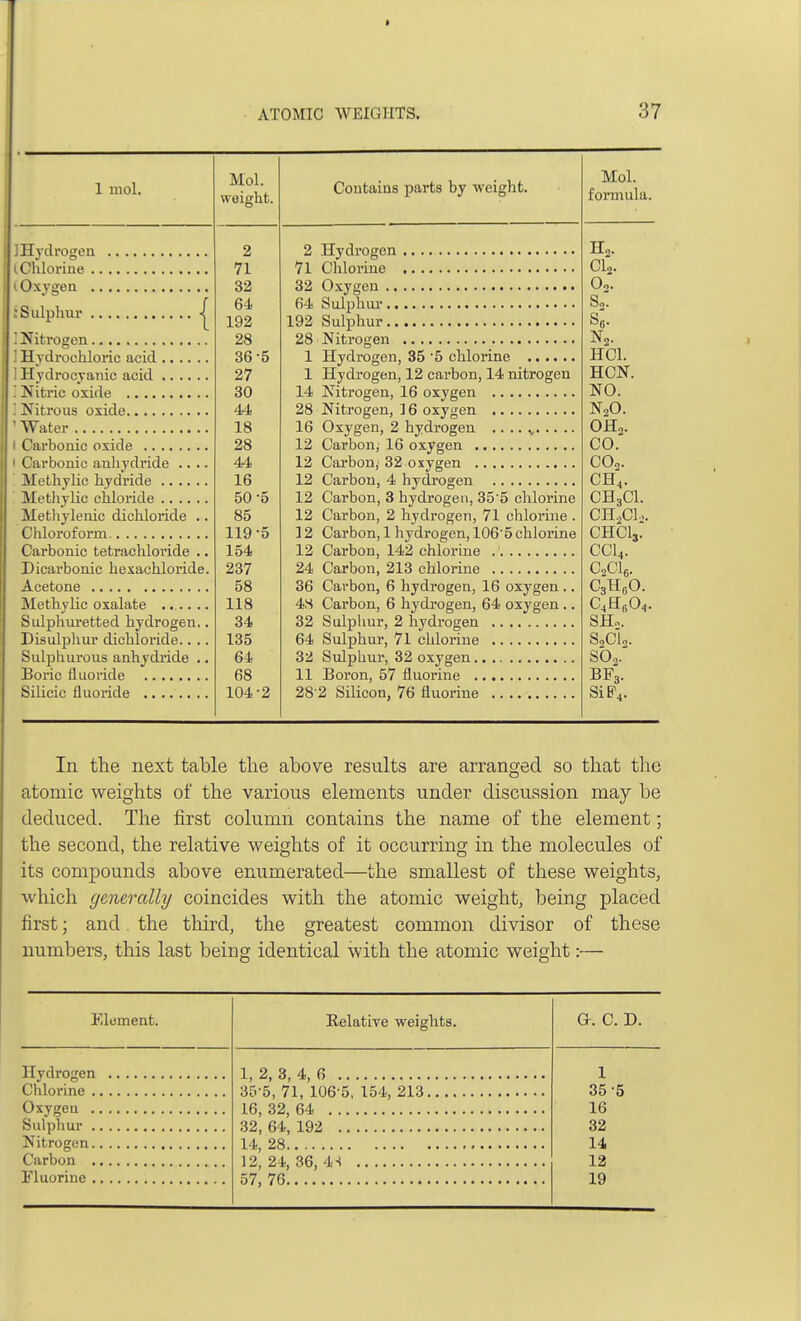 ATOMIC WEIGHTS. 37
1 mol. Mol. weight. Contains parts by weight. Mol. formula.
Hydrogen .............. 2 2 Hydrogen .............. H₂.
Chlorine .............. 71 71 Chlorine .............. Cl₂.
Oxygen .............. 32 32 Oxygen .............. O₂.
Sulphur .............. { 64 64 Sulphur .............. S₂.
192 192 Sulphur .............. S₆.
Nitrogen .............. 28 28 Nitrogen .............. N₂.
Hydrochloric acid ...... 36·5 1 Hydrogen, 35·5 chlorine ...... HCl.
Hydrocyanic acid ...... 27 1 Hydrogen, 12 carbon, 14 nitrogen HCN.
Nitric oxide .......... 30 14 Nitrogen, 16 oxygen .......... NO.
Nitrous oxide.......... 44 28 Nitrogen, 16 oxygen .......... N₂O.
Water .............. 18 16 Oxygen, 2 hydrogen .......... OH₂.
Carbonic oxide ........ 28 12 Carbon, 16 oxygen .......... CO.
Carbonic anhydride .... 44 12 Carbon, 32 oxygen .......... CO₂.
Methylic hydride ...... 16 12 Carbon, 4 hydrogen .......... CH₄.
Methylic chloride ...... 50·5 12 Carbon, 3 hydrogen, 35·5 chlorine CH₃Cl.
Methylenic dichloride .. 85 12 Carbon, 2 hydrogen, 71 chlorine . CH₂Cl₂.
Chloroform.............. 119·5 12 Carbon, 1 hydrogen, 106·5 chlorine CHCl₃.
Carbonic tetrachloride .. 154 12 Carbon, 142 chlorine .......... CCl₄.
Dicarbonic hexachloride. 237 24 Carbon, 213 chlorine .......... C₂Cl₆.
Acetone .............. 58 36 Carbon, 6 hydrogen, 16 oxygen .. C₃H₆O.
Methylic oxalate ...... 118 48 Carbon, 6 hydrogen, 64 oxygen .. C₄H₆O₄.
Sulphuretted hydrogen.. 34 32 Sulphur, 2 hydrogen .......... SH₂.
Disulphur dichloride.... 135 64 Sulphur, 71 chlorine .......... S₂Cl₂.
Sulphurous anhydride .. 64 32 Sulphur, 32 oxygen.......... SO₂.
Boric fluoride ........ 68 11 Boron, 57 fluorine .......... BF₃.
Silicic fluoride ........ 104·2 28·2 Silicon, 76 fluorine .......... SiF₄.
In the next table the above results are arranged so that the
atomic weights of the various elements under discussion may be
deduced. The first column contains the name of the element;
the second, the relative weights of it occurring in the molecules of
its compounds above enumerated—the smallest of these weights,
which generally coincides with the atomic weight, being placed
first; and the third, the greatest common divisor of these
numbers, this last being identical with the atomic weight:—
Element. Relative weights. G. C. D.
Hydrogen .............. 1, 2, 3, 4, 6 .............. 1
Chlorine .............. 35·5, 71, 106·5, 154, 213.............. 35·5
Oxygen .............. 16, 32, 64 .............. 16
Sulphur .............. 32, 64, 192 .............. 32
Nitrogen.............. 14, 28.............. 14
Carbon .............. 12, 24, 36, 48 .............. 12
Fluorine .............. 57, 76.............. 19